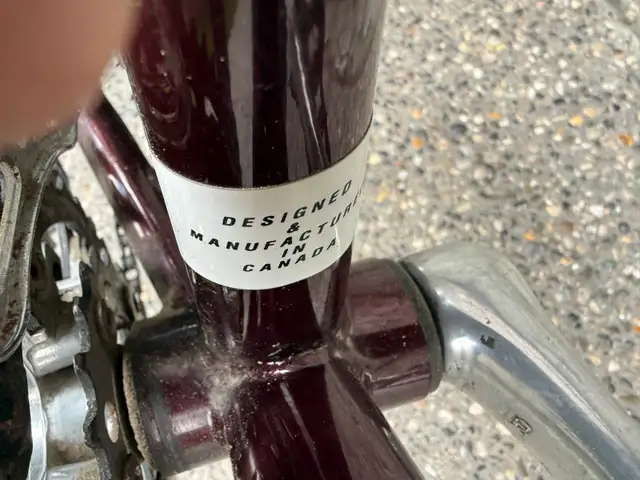 DESIGNED
&
MANUFACTURED
IN
CANADA